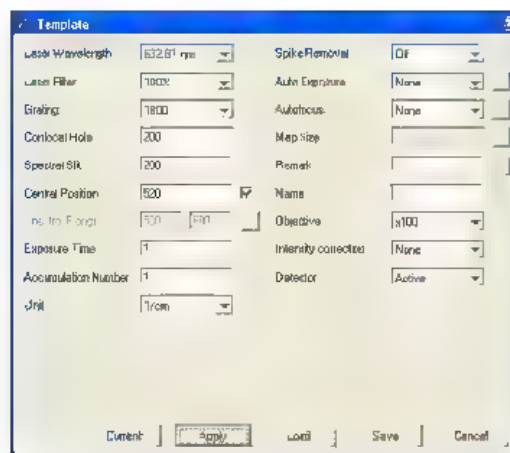 Template
Laser Wavelength 632.81 nm
Laser Filter 100%
Grating 1800
Confocal Hole 200
Spectral Slit 200
Central Position 520
Exposure Time 1
Accumulation Number 1
Unit 1/cm
Spike Removal Off
Auto Exposure None
Autofocus None
Map Size
Remark
Name
Objective x100
Intensity correction None
Detector Active
Current Apply Load Save Cancel